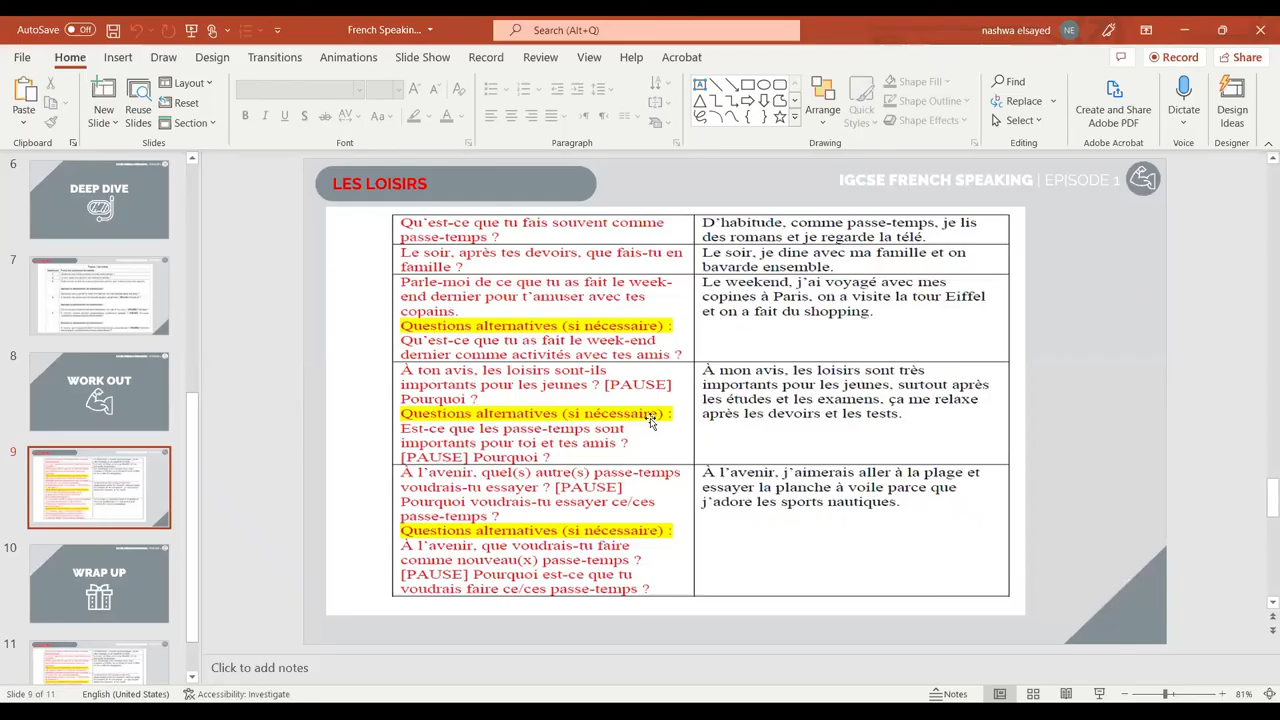 AutoSave Off
French Speakin...
Search (Alt+Q)
nashwa elsayed NE
File Home Insert Draw Design Transitions Animations Slide Show Record Review View Help Acrobat
Record Share
Paste
New Slide
Reuse Slides
Layout
Reset
Section
Arrange
Quick Styles
Shape Fill
Shape Outline
Shape Effects
Find
Replace
Select
Create and Share Adobe PDF
Dictate
Design Ideas
Clipboard Slides Font Paragraph Drawing Editing Adobe Acrobat Voice Designer
6
DEEP DIVE
7
8
WORK OUT
9
10
WRAP UP
11
LES LOISIRS
IGCSE FRENCH SPEAKING | EPISODE 1
Qu'est-ce que tu fais souvent comme
passe-temps ?
D'habitude, comme passe-temps, je lis
des romans et je regarde la télé.
Le soir, après tes devoirs, que fais-tu en
famille ?
Le soir, je dine avec ma famille et on
bavarde ensemble.
Parle-moi de ce que tu as fait le week-
end dernier pour t'amuser avec tes
copains.
Questions alternatives (si nécessaire) :
Qu'est-ce que tu as fait le week-end
dernier comme activités avec tes amis ?
Le weekend, j'ai voyagé avec mes
copines à Paris, on a visite la tour Eiffel
et on a fait du shopping.
À ton avis, les loisirs sont-ils
importants pour les jeunes ? [PAUSE]
Pourquoi ?
Questions alternatives (si nécessaire) :
Est-ce que les passe-temps sont
importants pour toi et tes amis ?
[PAUSE] Pourquoi ?
À mon avis, les loisirs sont très
importants pour les jeunes, surtout après
les études et les examens, ça me relaxe
après les devoirs et les tests.
À l'avenir, quel(s) autre(s) passe-temps
voudrais-tu essayer ? [PAUSE]
Pourquoi voudrais-tu essayer ce/ces
passe-temps ?
Questions alternatives (si nécessaire) :
À l'avenir, que voudrais-tu faire
comme nouveau(x) passe-temps ?
[PAUSE] Pourquoi est-ce que tu
voudrais faire ce/ces passe-temps ?
À l'avenir, j'aimerais aller à la plage et
essayer la planche à voile parce que
j'adore les sports nautiques.
Click to add notes
Slide 9 of 11 English (United States) Accessibility: Investigate
Notes
81%